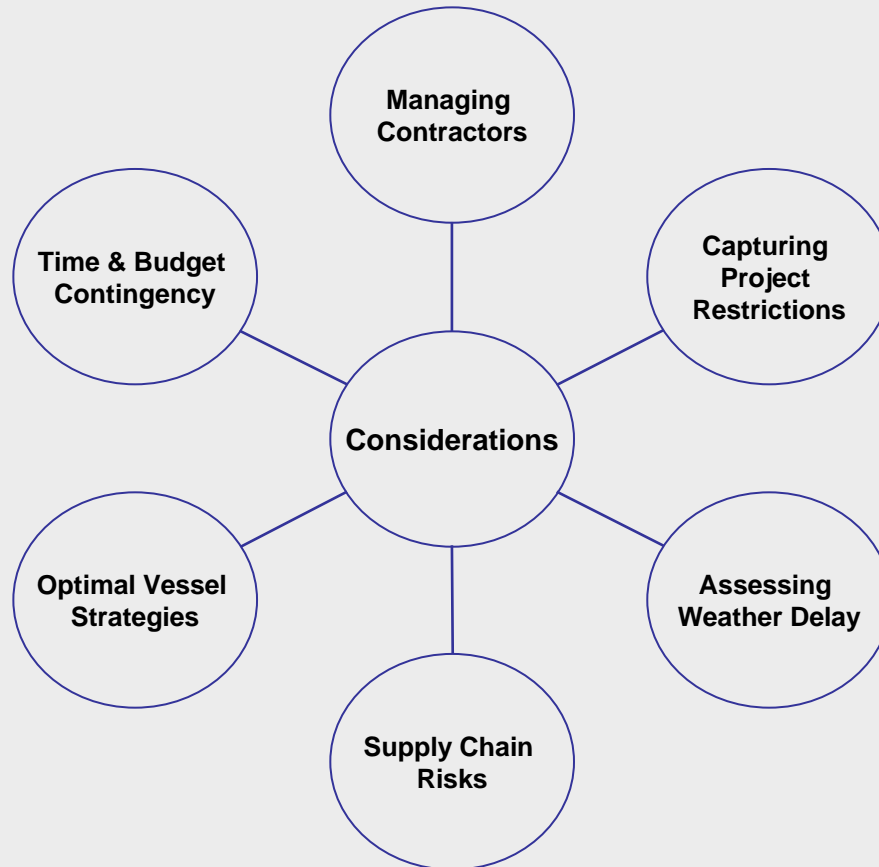 Managing
Contractors
Time & Budget
Contingency
Capturing
Project
Restrictions
Considerations
Optimal Vessel
Strategies
Assessing
Weather Delay
Supply Chain
Risks